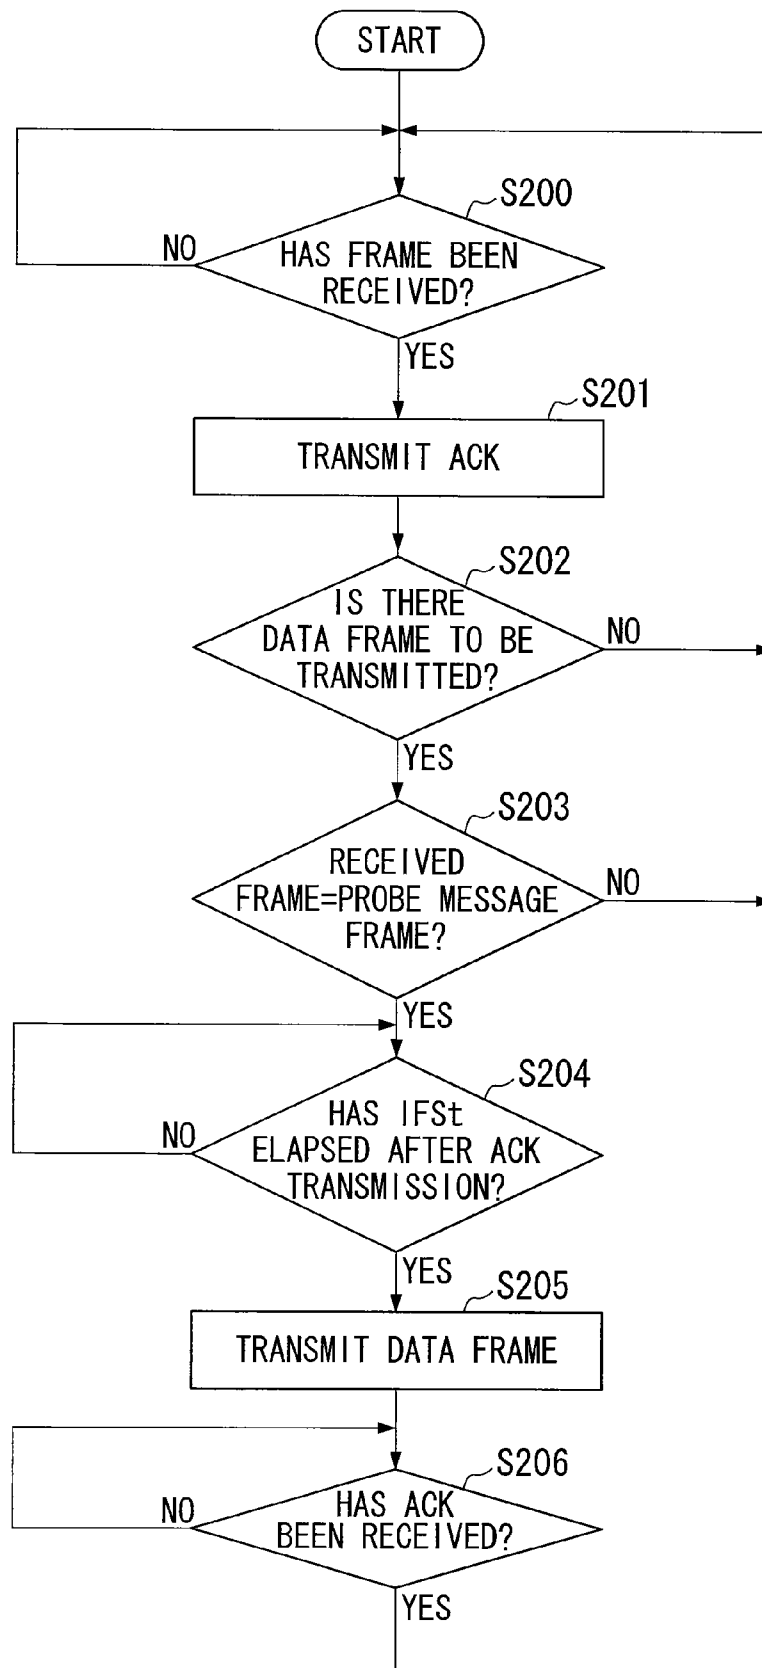 START
S200
NO
HAS FRAME BEEN
RECEIVED?
YES
S201
TRANSMIT ACK
S202
IS THERE
DATA FRAME TO BE
TRANSMITTED?
NO
YES
S203
RECEIVED
FRAME=PROBE MESSAGE
FRAME?
NO
YES
S204
HAS IFSt
ELAPSED AFTER ACK
TRANSMISSION?
NO
YES
S205
TRANSMIT DATA FRAME
S206
NO
HAS ACK
BEEN RECEIVED?
YES